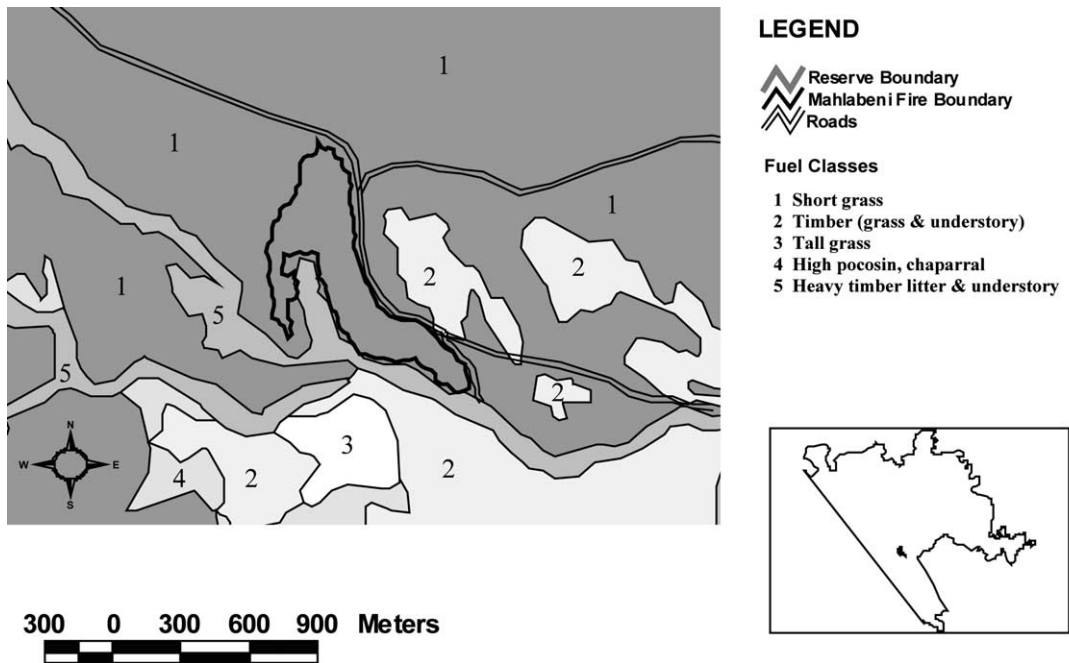 LEGEND
Reserve Boundary
Mahlabeni Fire Boundary
Roads
Fuel Classes
1 Short grass
2 Timber (grass & understory)
3 Tall grass
4 High pocosin, chaparral
5 Heavy timber litter & understory
1
1
1
2
2
1
5
5
2
3
4
2
2
N
W E
S
300 0 300 600 900 Meters